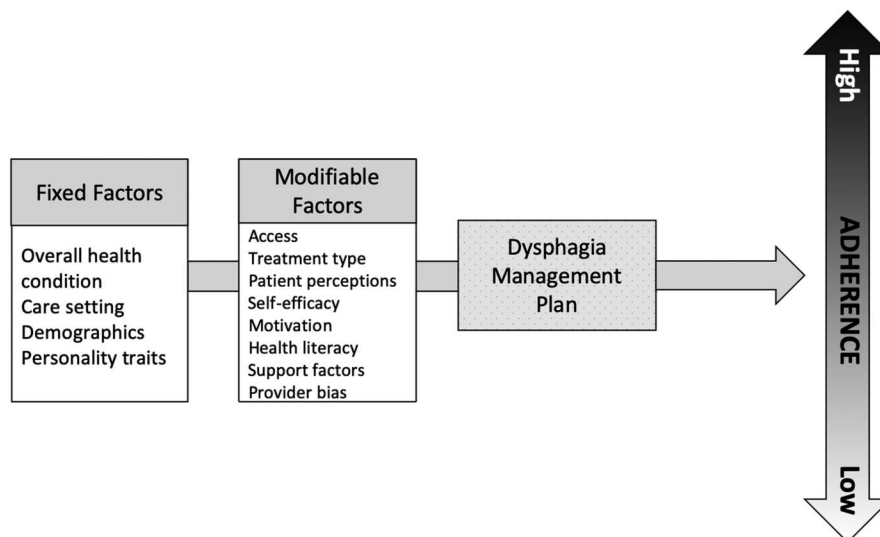 Fixed Factors
Overall health
condition
Care setting
Demographics
Personality traits
Modifiable
Factors
Access
Treatment type
Patient perceptions
Self-efficacy
Motivation
Health literacy
Support factors
Provider bias
Dysphagia
Management
Plan
High
ADHERENCE
Low